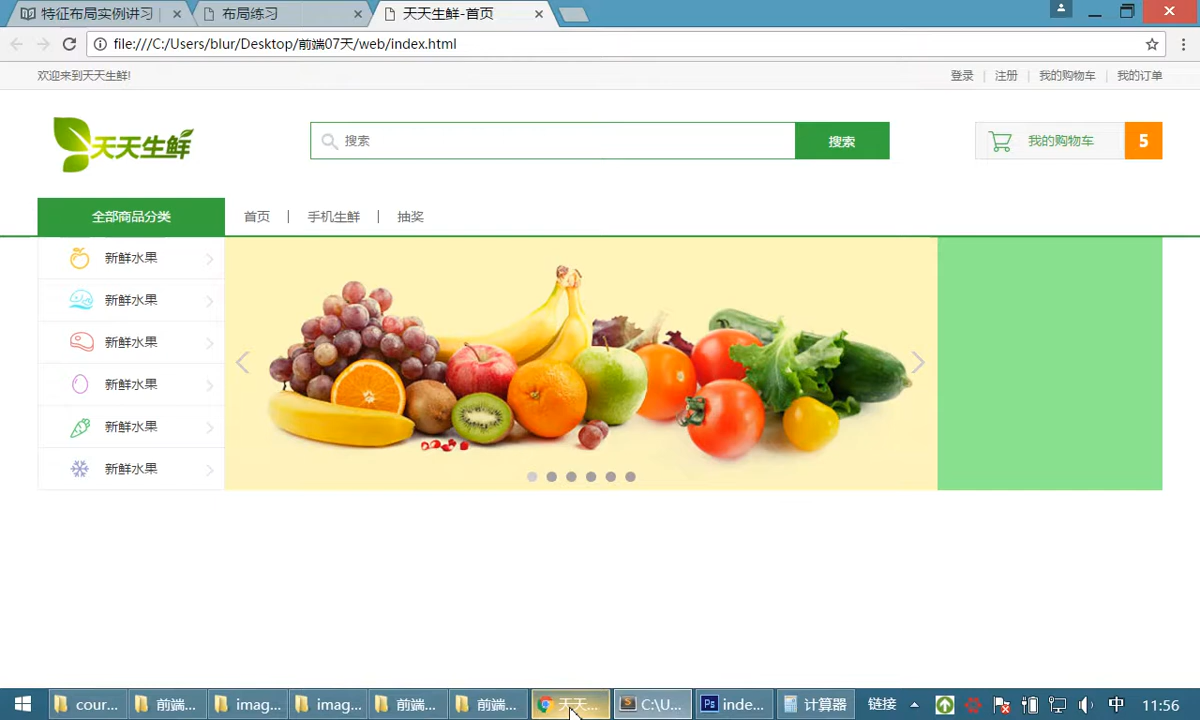 特征布局实例讲习
布局练习
天天生鲜-首页
file:///C:/Users/blur/Desktop/前端07天/web/index.html
欢迎来到天天生鲜!
登录 | 注册 | 我的购物车 | 我的订单
天天生鲜
搜索
搜索
我的购物车
5
全部商品分类
首页 | 手机生鲜 | 抽奖
新鲜水果
新鲜水果
新鲜水果
新鲜水果
新鲜水果
新鲜水果
cour... 前端... imag... imag... 前端... 前端... 天天... C:\U... inde... 计算器 链接 中 11:56